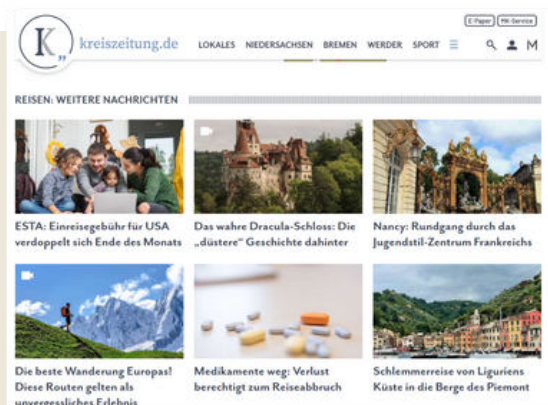 E-Paper MK-Service
K„ kreiszeitung.de LOKALES NIEDERSACHSEN BREMEN WERDER SPORT M
REISEN: WEITERE NACHRICHTEN
ESTA: Einreisegebühr für USA
verdoppelt sich Ende des Monats
Das wahre Dracula-Schloss: Die
„düstere“ Geschichte dahinter
Nancy: Rundgang durch das
Jugendstil-Zentrum Frankreichs
Die beste Wanderung Europas?
Diese Routen gelten als
unvergessliches Erlebnis
Medikamente weg: Verlust
berechtigt zum Reiseabbruch
Schlemmerreise von Liguriens
Küste in die Berge des Piemont